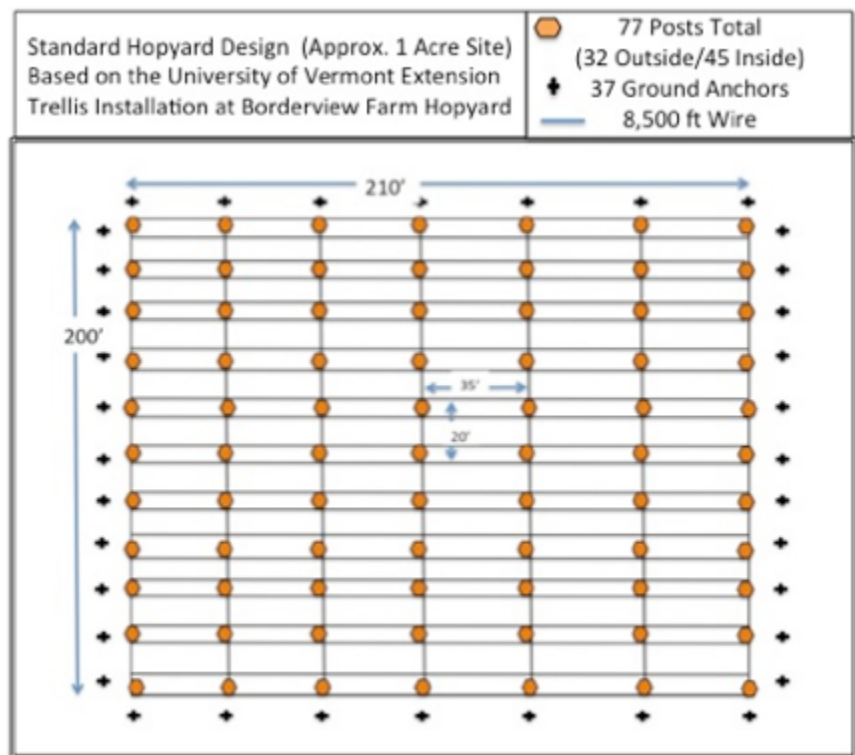 Standard Hopyard Design (Approx. 1 Acre Site)
Based on the University of Vermont Extension
Trellis Installation at Borderview Farm Hopyard
77 Posts Total
(32 Outside/45 Inside)
37 Ground Anchors
8,500 ft Wire
210’
200’
35’
20’